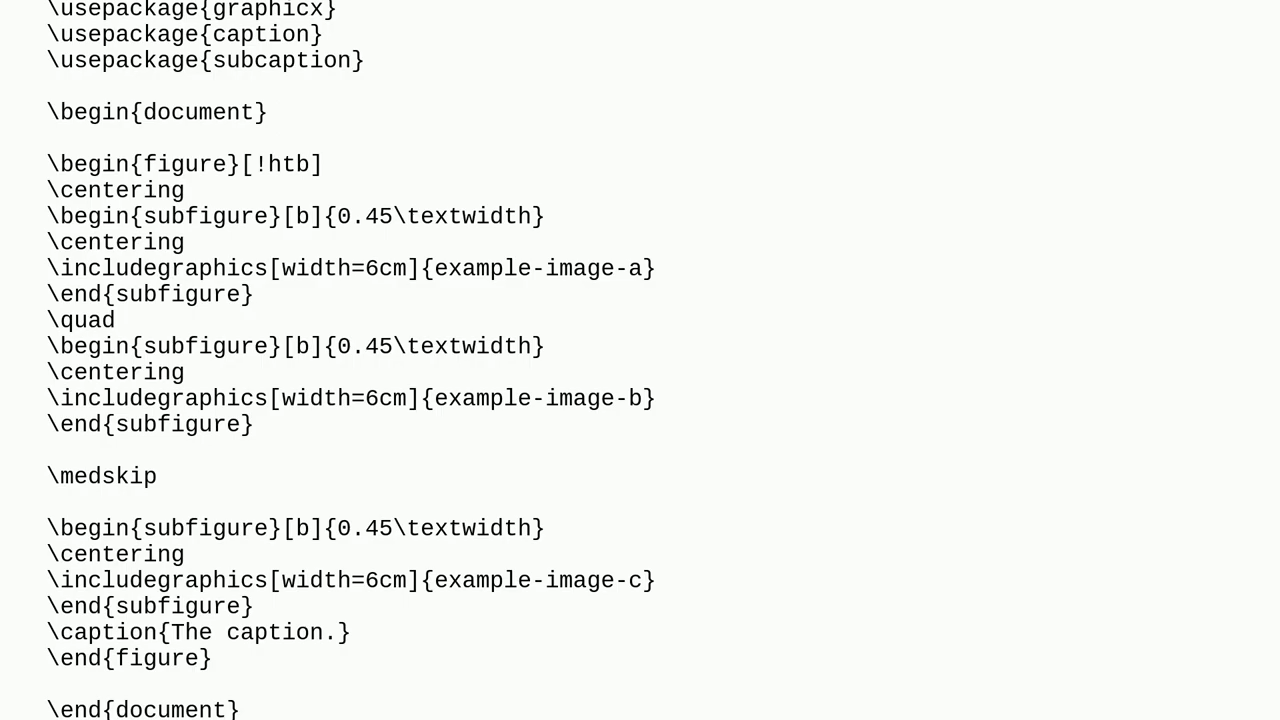 \usepackage{graphicx}
\usepackage{caption}
\usepackage{subcaption}

\begin{document}

\begin{figure}[!htb]
\centering
\begin{subfigure}[b]{0.45\textwidth}
\centering
\includegraphics[width=6cm]{example-image-a}
\end{subfigure}
\quad
\begin{subfigure}[b]{0.45\textwidth}
\centering
\includegraphics[width=6cm]{example-image-b}
\end{subfigure}

\medskip

\begin{subfigure}[b]{0.45\textwidth}
\centering
\includegraphics[width=6cm]{example-image-c}
\end{subfigure}
\caption{The caption.}
\end{figure}

\end{document}